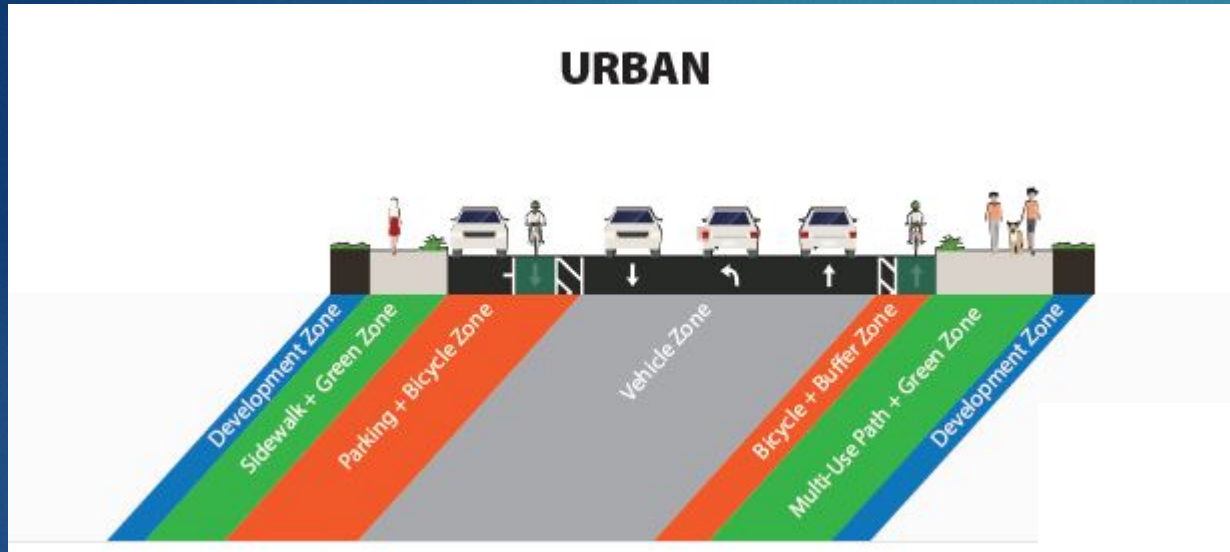 URBAN
Development Zone
Sidewalk + Green Zone
Parking + Bicycle Zone
Vehicle Zone
Bicycle + Buffer Zone
Multi-Use Path + Green Zone
Development Zone